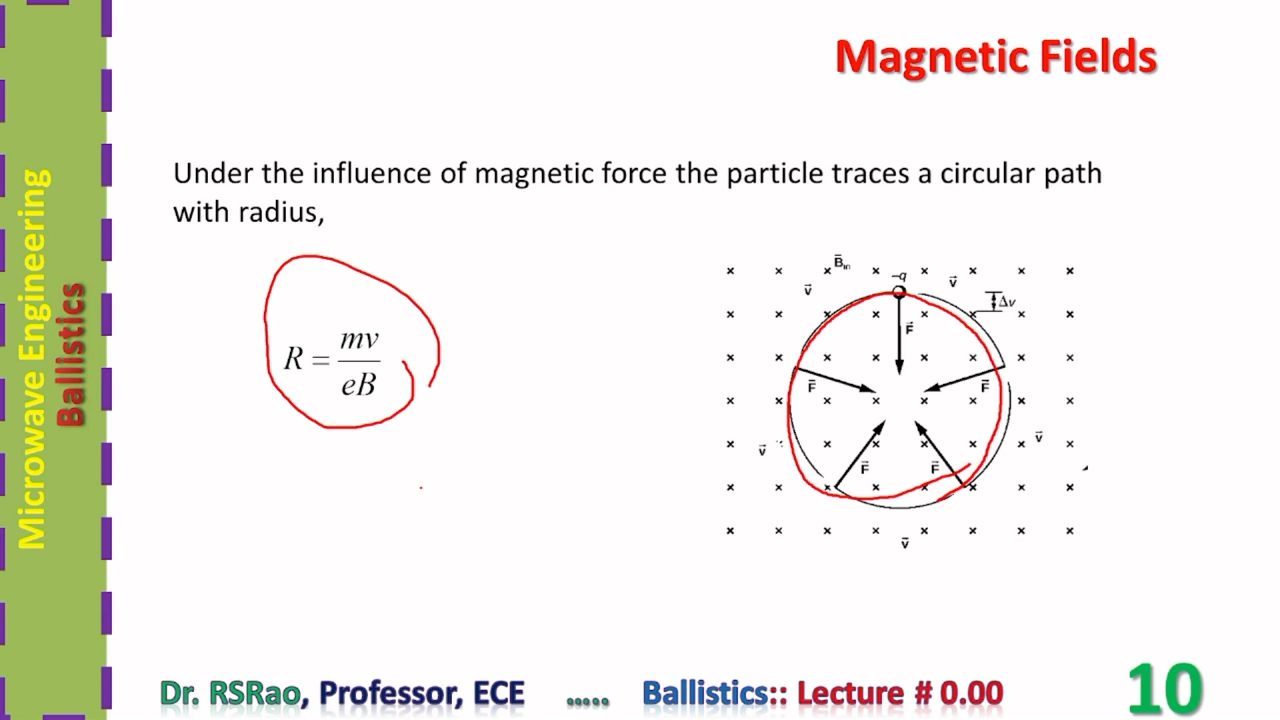 Magnetic Fields
Microwave Engineering
Ballistics
Under the influence of magnetic force the particle traces a circular path
with radius,
R = mv/eB
B⃗in
-q
v⃗
v⃗
Δv
F⃗
F⃗
F⃗
v⃗
v⃗
F⃗
F⃗
v⃗
Dr. RSRao, Professor, ECE ..... Ballistics:: Lecture # 0.00
10